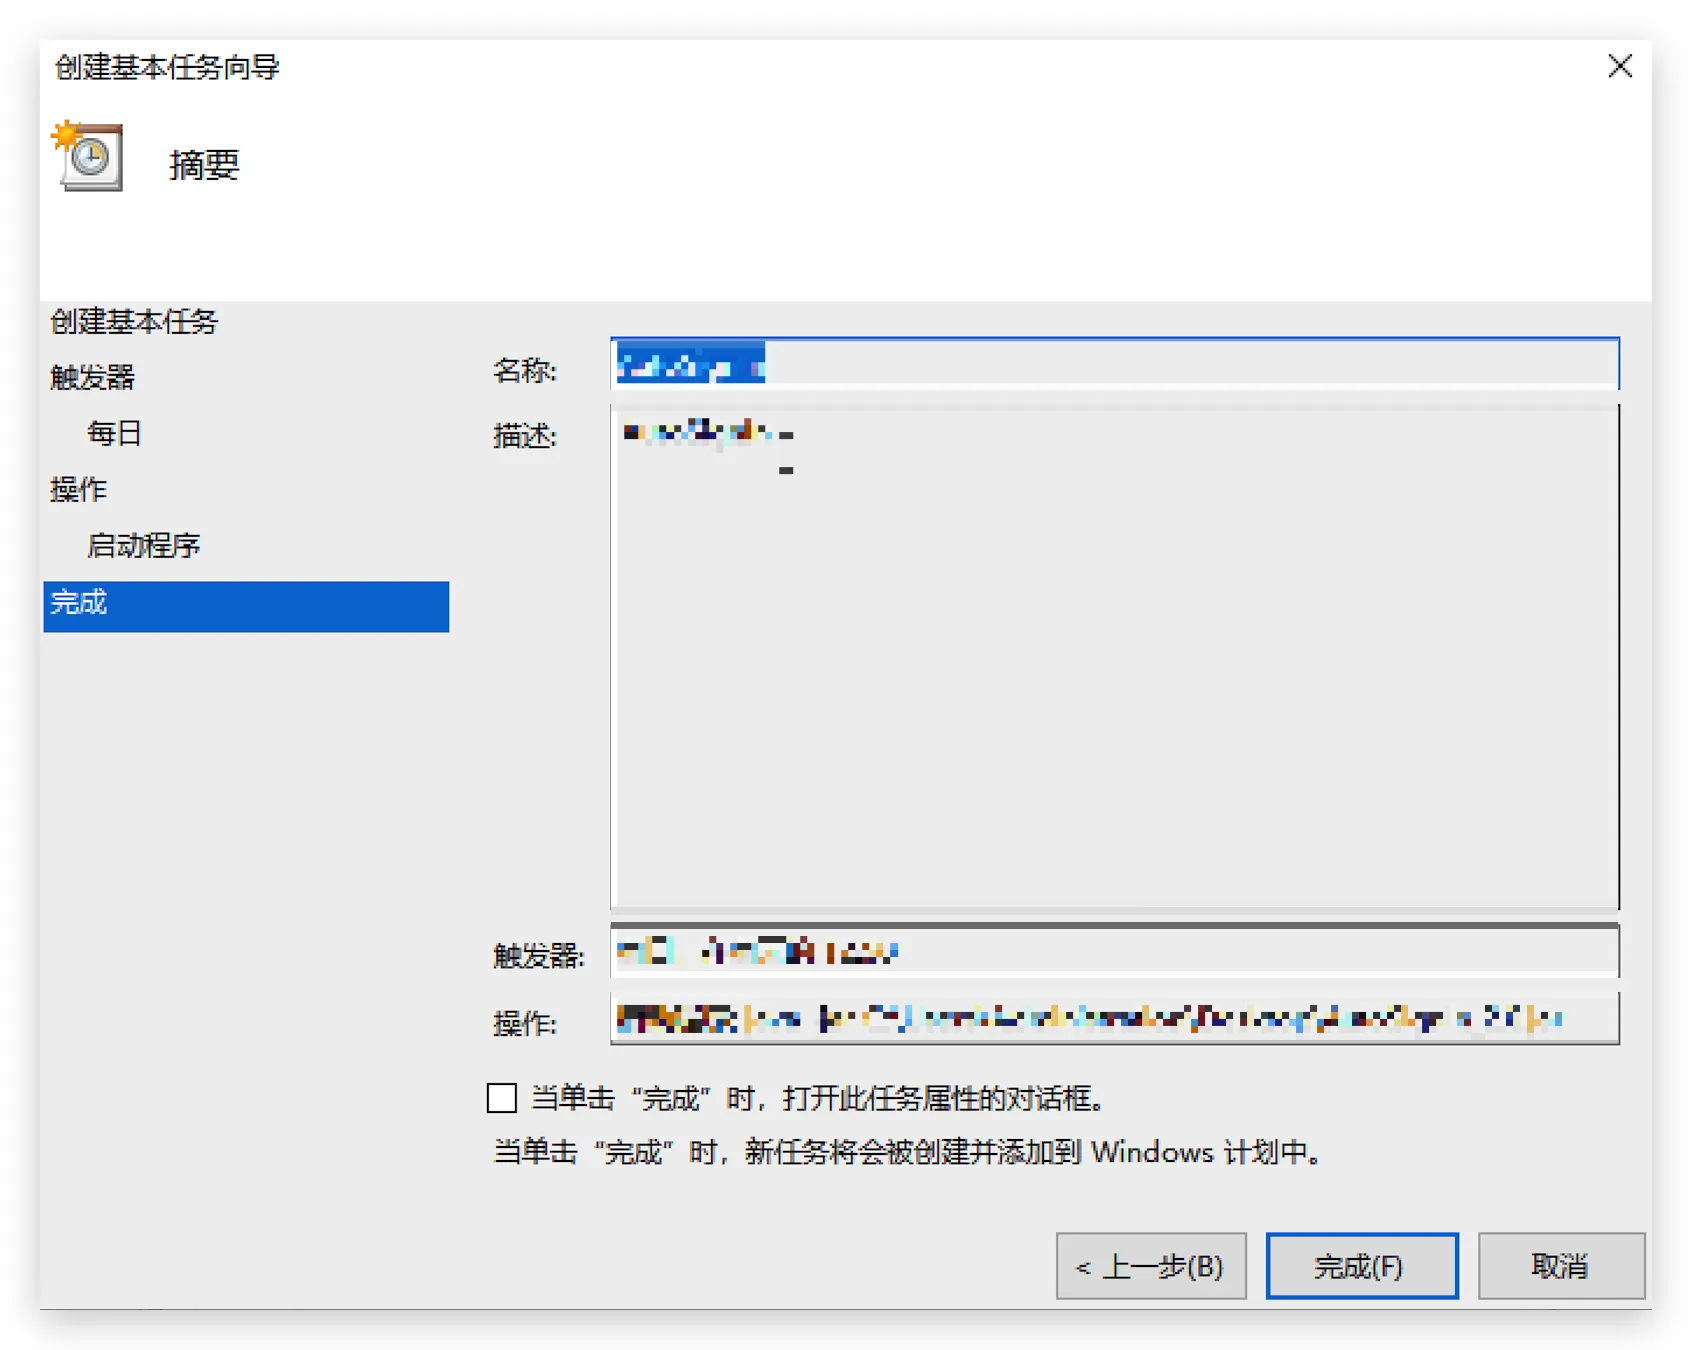 创建基本任务向导
摘要
创建基本任务
触发器
每日
操作
启动程序
完成
名称:
描述:
触发器:
操作:
当单击“完成”时，打开此任务属性的对话框。
当单击“完成”时，新任务将会被创建并添加到 Windows 计划中。
< 上一步(B)
完成(F)
取消